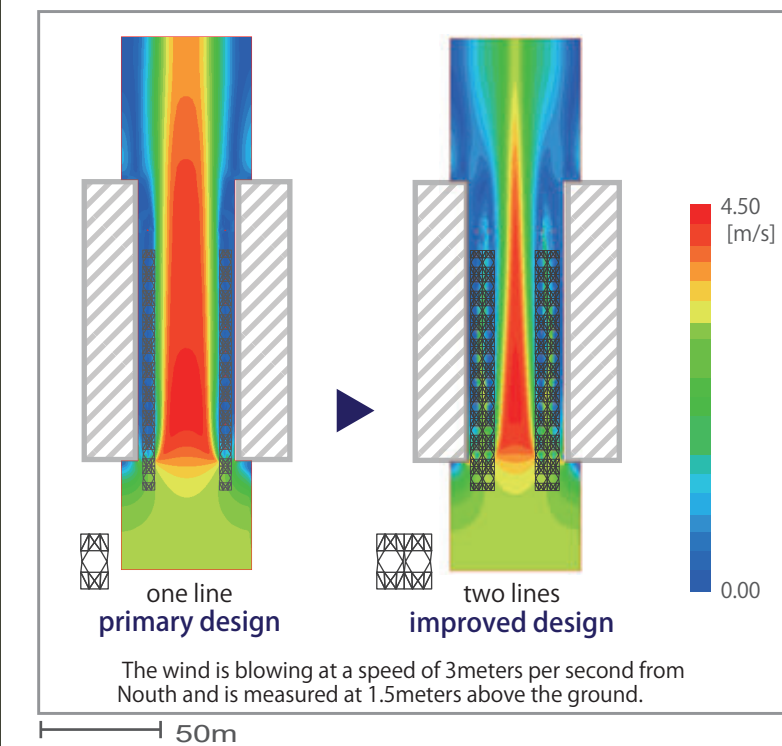 4.50
[m/s]
0.00
one line
primary design
two lines
improved design
The wind is blowing at a speed of 3meters per second from
Nouth and is measured at 1.5meters above the ground.
50m